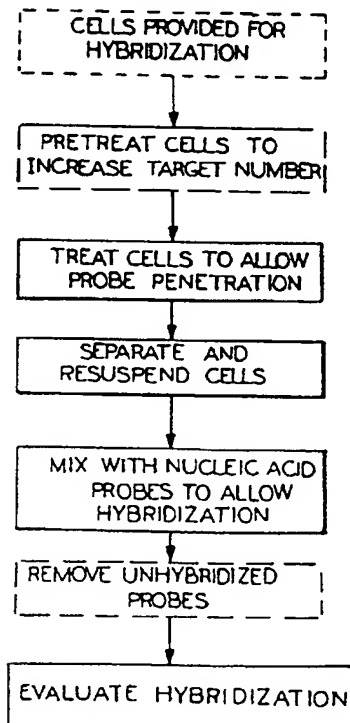 CELLS PROVIDED FOR
HYBRIDIZATION
PRETREAT CELLS TO
INCREASE TARGET NUMBER
TREAT CELLS TO ALLOW
PROBE PENETRATION
SEPARATE AND
RESUSPEND CELLS
MIX WITH NUCLEIC ACID
PROBES TO ALLOW
HYBRIDIZATION
REMOVE UNHYBRIDIZED
PROBES
EVALUATE HYBRIDIZATION